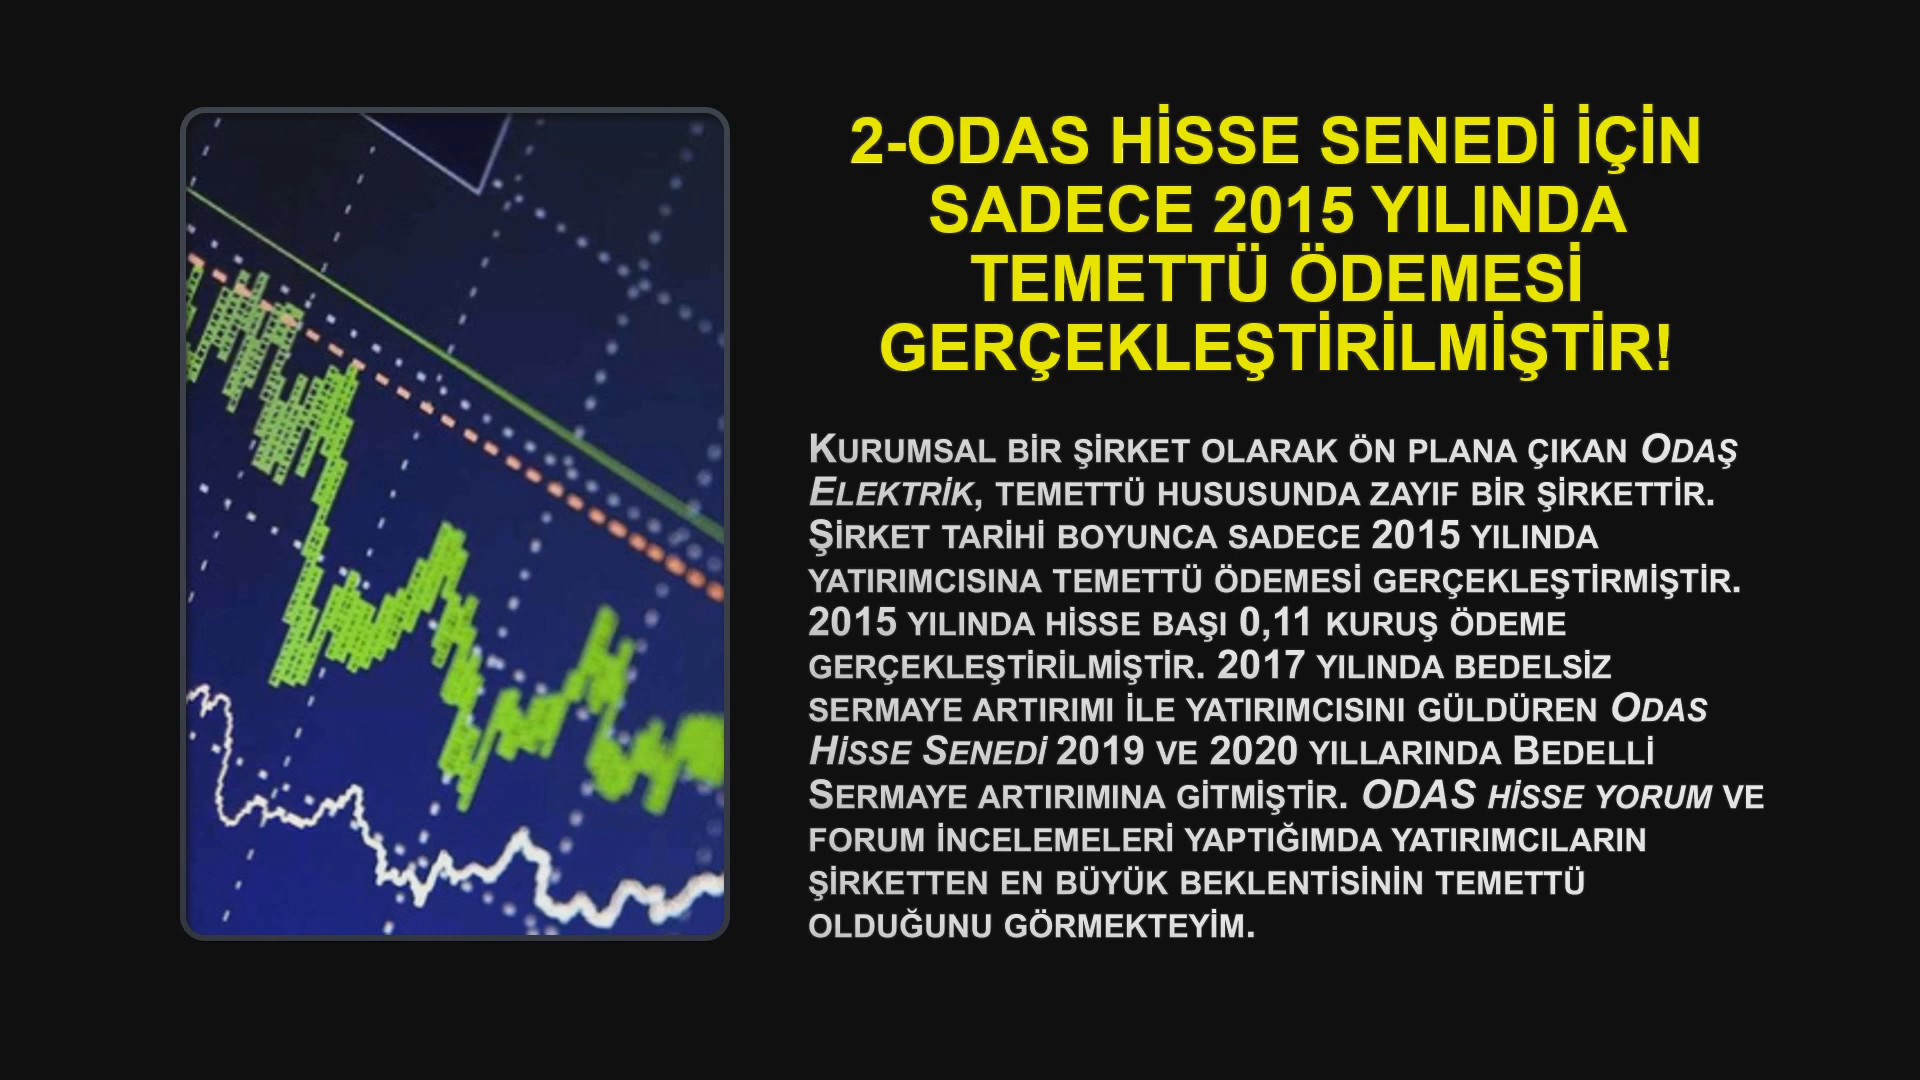 2-ODAS HİSSE SENEDİ İÇİN
SADECE 2015 YILINDA
TEMETTÜ ÖDEMESİ
GERÇEKLEŞTİRİLMİŞTİR!
Kurumsal bir şirket olarak ön plana çıkan Odaş
Elektrik, temettü hususunda zayıf bir şirkettir.
Şirket tarihi boyunca sadece 2015 yılında
yatırımcısına temettü ödemesi gerçekleştirmiştir.
2015 yılında hisse başı 0,11 kuruş ödeme
gerçekleştirilmiştir. 2017 yılında bedelsiz
sermaye artırımı ile yatırımcısını güldüren Odas
Hisse Senedi 2019 ve 2020 yıllarında Bedelli
Sermaye artırımına gitmiştir. ODAS hisse yorum ve
forum incelemeleri yaptığımda yatırımcıların
şirketten en büyük beklentisinin temettü
olduğunu görmekteyim.